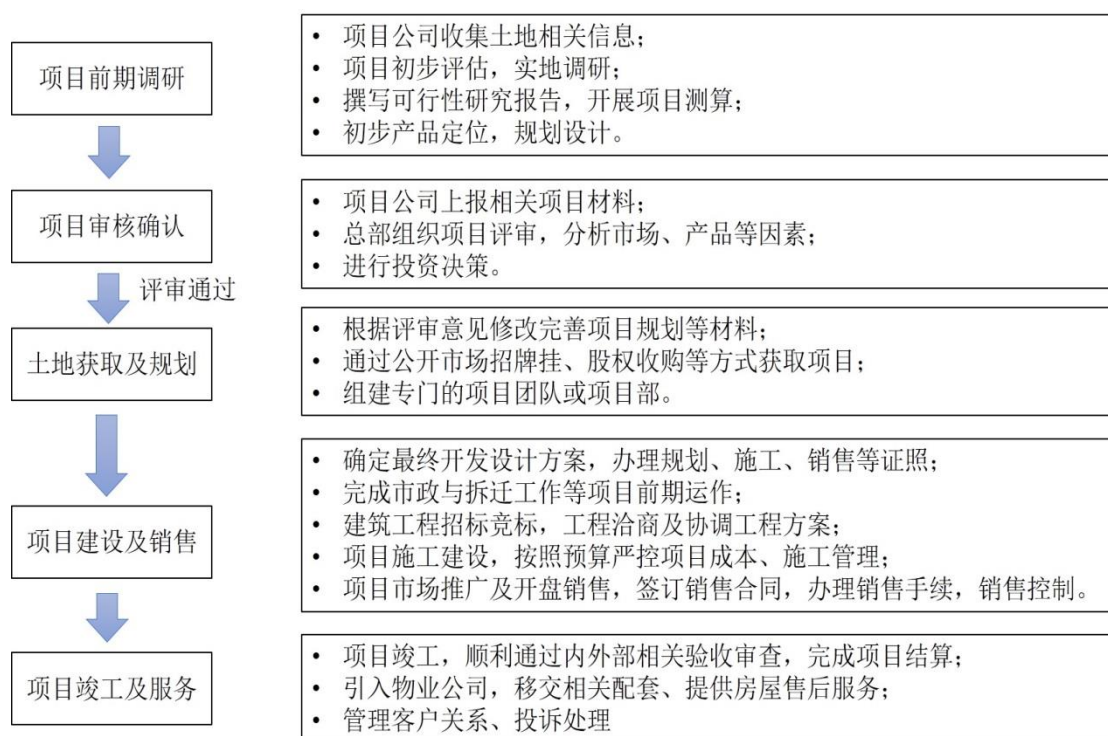 项目前期调研
• 项目公司收集土地相关信息；
• 项目初步评估，实地调研；
• 撰写可行性研究报告，开展项目测算；
• 初步产品定位，规划设计。
项目审核确认
• 项目公司上报相关项目材料；
• 总部组织项目评审，分析市场、产品等因素；
• 进行投资决策。
评审通过
土地获取及规划
• 根据评审意见修改完善项目规划等材料；
• 通过公开市场招牌挂、股权收购等方式获取项目；
• 组建专门的项目团队或项目部。
项目建设及销售
• 确定最终开发设计方案，办理规划、施工、销售等证照；
• 完成市政与拆迁工作等项目前期运作；
• 建筑工程招标竞标，工程洽商及协调工程方案；
• 项目施工建设，按照预算严控项目成本、施工管理；
• 项目市场推广及开盘销售，签订销售合同，办理销售手续，销售控制。
项目竣工及服务
• 项目竣工，顺利通过内外部相关验收审查，完成项目结算；
• 引入物业公司，移交相关配套、提供房屋售后服务；
• 管理客户关系、投诉处理